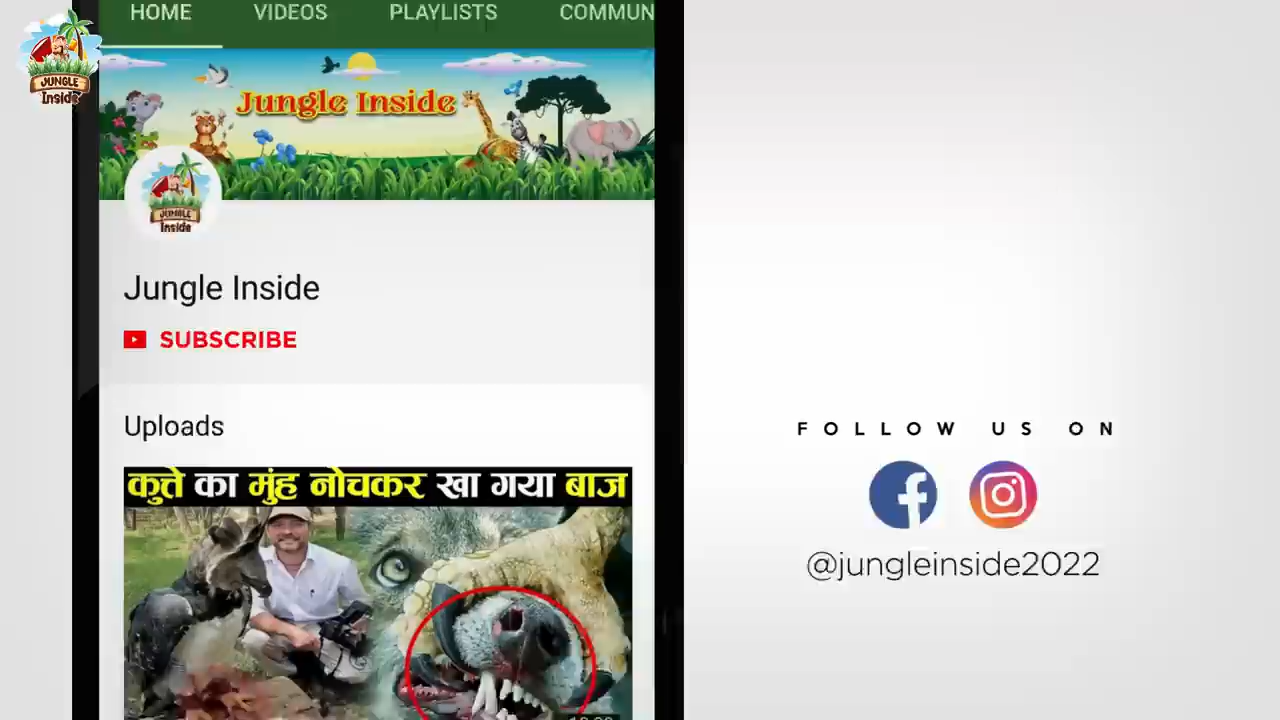 HOME VIDEOS PLAYLISTS COMMUN
JUNGLE
Inside
Jungle Inside
JUNGLE
Inside
Jungle Inside
SUBSCRIBE
Uploads
कुत्ते का मुंह नोचकर खा गया बाज
FOLLOW US ON
@jungleinside2022